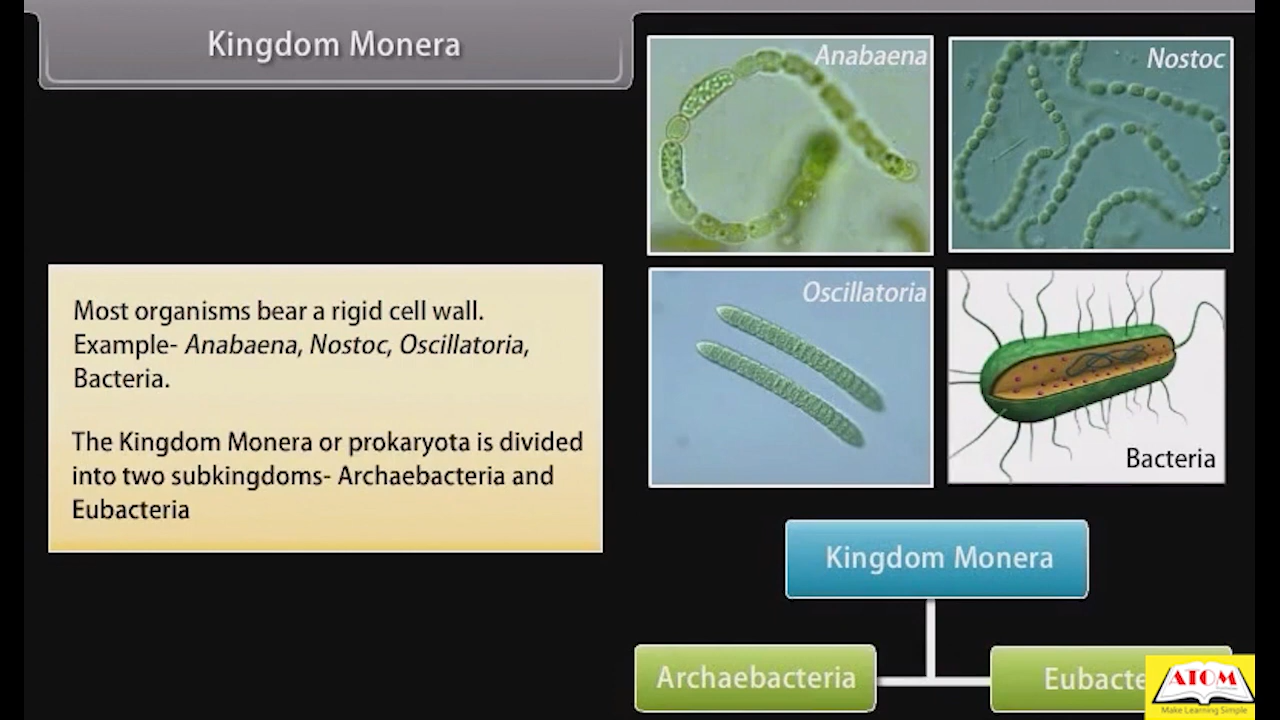 Kingdom Monera
Anabaena
Nostoc
Most organisms bear a rigid cell wall.
Example- Anabaena, Nostoc, Oscillatoria,
Bacteria.
The Kingdom Monera or prokaryota is divided
into two subkingdoms- Archaebacteria and
Eubacteria
Oscillatoria
Bacteria
Kingdom Monera
Archaebacteria
Eubacte
ATOM
Make Learning Simple